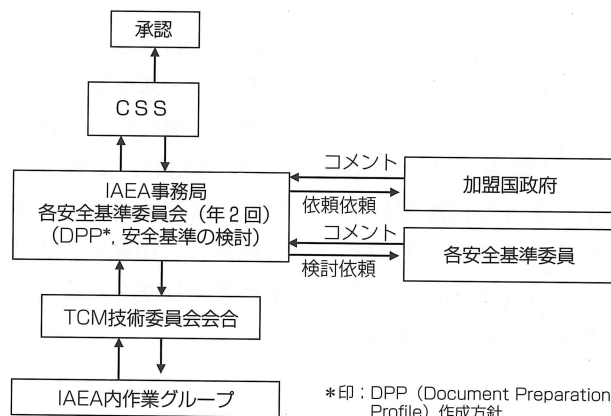 承認
CSS
IAEA事務局
各安全基準委員会（年2回）
（DPP*，安全基準の検討）
コメント
依頼依頼
加盟国政府
コメント
検討依頼
各安全基準委員
TCM技術委員会会合
IAEA内作業グループ
*印：DPP（Document Preparation
Profile）作成方針